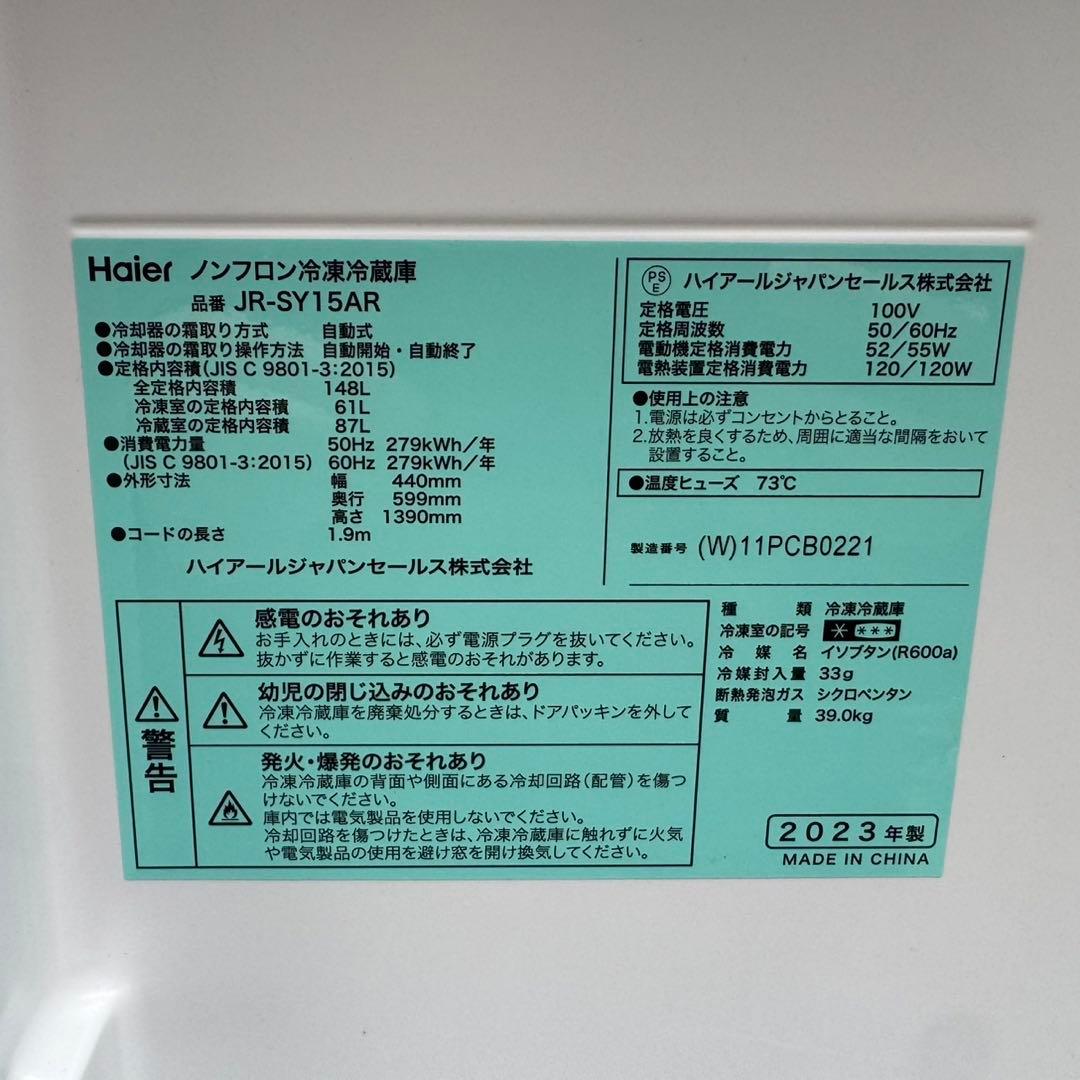 Haier ノンフロン冷凍冷蔵庫
品番 JR-SY15AR
●冷却器の霜取り方式 自動式
●冷却器の霜取り操作方法 自動開始・自動終了
●定格内容積(JIS C 9801-3:2015)
全定格内容積 148L
冷凍室の定格内容積 61L
冷蔵室の定格内容積 87L
●消費電力量 50Hz 279kWh/年
(JIS C 9801-3:2015) 60Hz 279kWh/年
●外形寸法 幅 440mm
奥行 599mm
高さ 1390mm
●コードの長さ 1.9m
ハイアールジャパンセールス株式会社
PS
E
ハイアールジャパンセールス株式会社
定格電圧 100V
定格周波数 50/60Hz
電動機定格消費電力 52/55W
電熱装置定格消費電力 120/120W
●使用上の注意
1.電源は必ずコンセントからとること。
2.放熱を良くするため、周囲に適当な間隔をおいて
設置すること。
●温度ヒューズ 73℃
製造番号 (W)11PCB0221
警告
感電のおそれあり
お手入れのときには、必ず電源プラグを抜いてください。
抜かずに作業すると感電のおそれがあります。
幼児の閉じ込みのおそれあり
冷凍冷蔵庫を廃棄処分するときは、ドアパッキンを外して
ください。
発火・爆発のおそれあり
冷凍冷蔵庫の背面や側面にある冷却回路(配管)を傷つ
けないでください。
庫内では電気製品を使用しないでください。
冷却回路を傷つけたときは、冷凍冷蔵庫に触れずに火気
や電気製品の使用を避け窓を開け換気してください。
種類 冷凍冷蔵庫
冷凍室の記号 * ***
冷媒名 イソブタン(R600a)
冷媒封入量 33g
断熱発泡ガス シクロペンタン
質量 39.0kg
2023年製
MADE IN CHINA